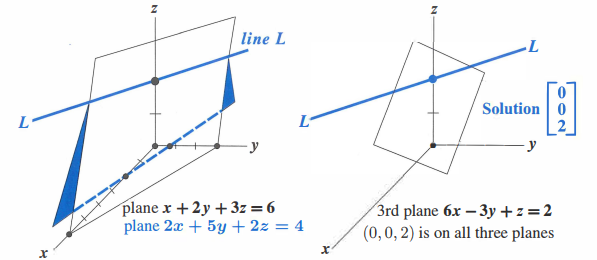 z
line L
L
y
x
plane x + 2y + 3z = 6
plane 2x + 5y + 2z = 4
z
L
L
Solution [0 0 2]
y
x
3rd plane 6x − 3y + z = 2
(0, 0, 2) is on all three planes